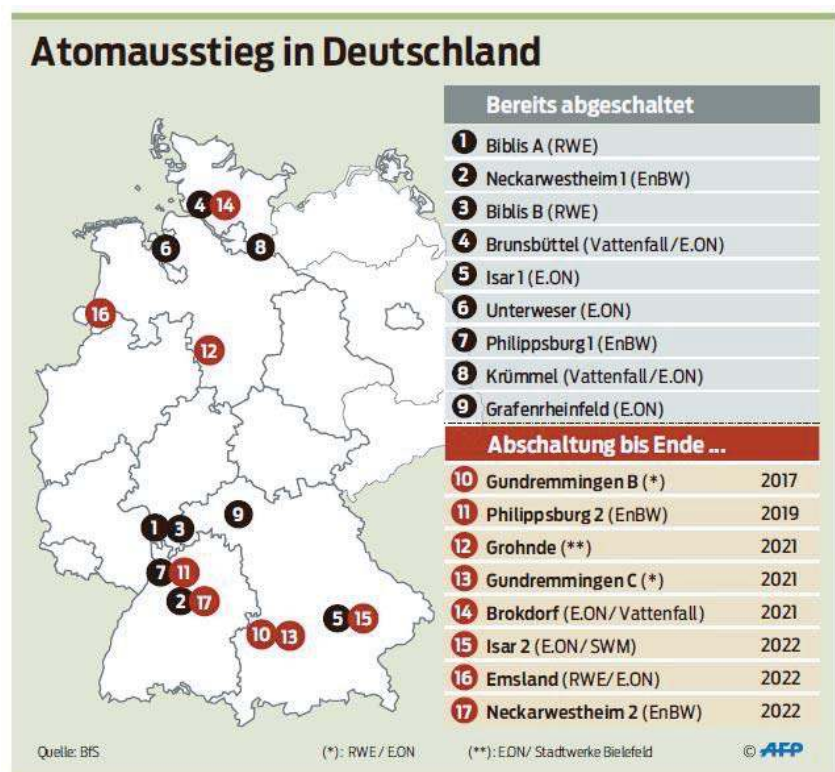 Atomausstieg in Deutschland
Bereits abgeschaltet
1 Biblis A (RWE)
2 Neckarwestheim 1 (EnBW)
3 Biblis B (RWE)
4 Brunsbüttel (Vattenfall/E.ON)
5 Isar 1 (E.ON)
6 Unterweser (E.ON)
7 Philippsburg 1 (EnBW)
8 Krümmel (Vattenfall/E.ON)
9 Grafenrheinfeld (E.ON)
Abschaltung bis Ende ...
10 Gundremmingen B (*) 2017
11 Philippsburg 2 (EnBW) 2019
12 Grohnde (**) 2021
13 Gundremmingen C (*) 2021
14 Brokdorf (E.ON/Vattenfall) 2021
15 Isar 2 (E.ON/SWM) 2022
16 Emsland (RWE/E.ON) 2022
17 Neckarwestheim 2 (EnBW) 2022
4 14
6 8
16
12
9
1 3
7 11
2 17
5 15
10 13
Quelle: BfS (*): RWE/ E.ON (**): E.ON/ Stadtwerke Bielefeld © AFP